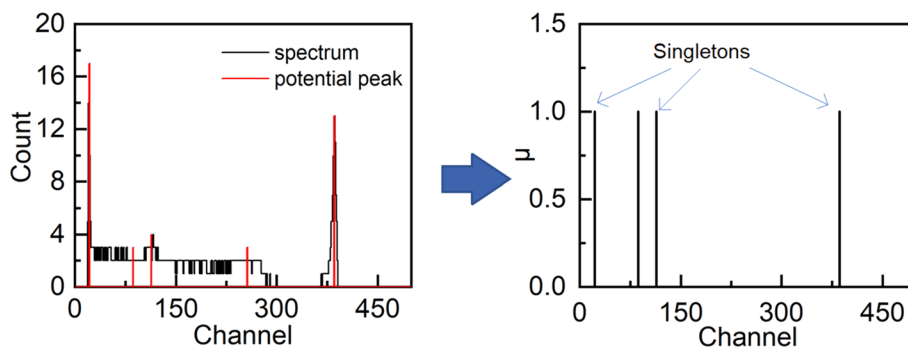 20
16
12
8
4
0
Count
spectrum
potential peak
0
150
300
450
Channel
1.5
1.0
0.5
0.0
μ
Singletons
0
150
300
450
Channel